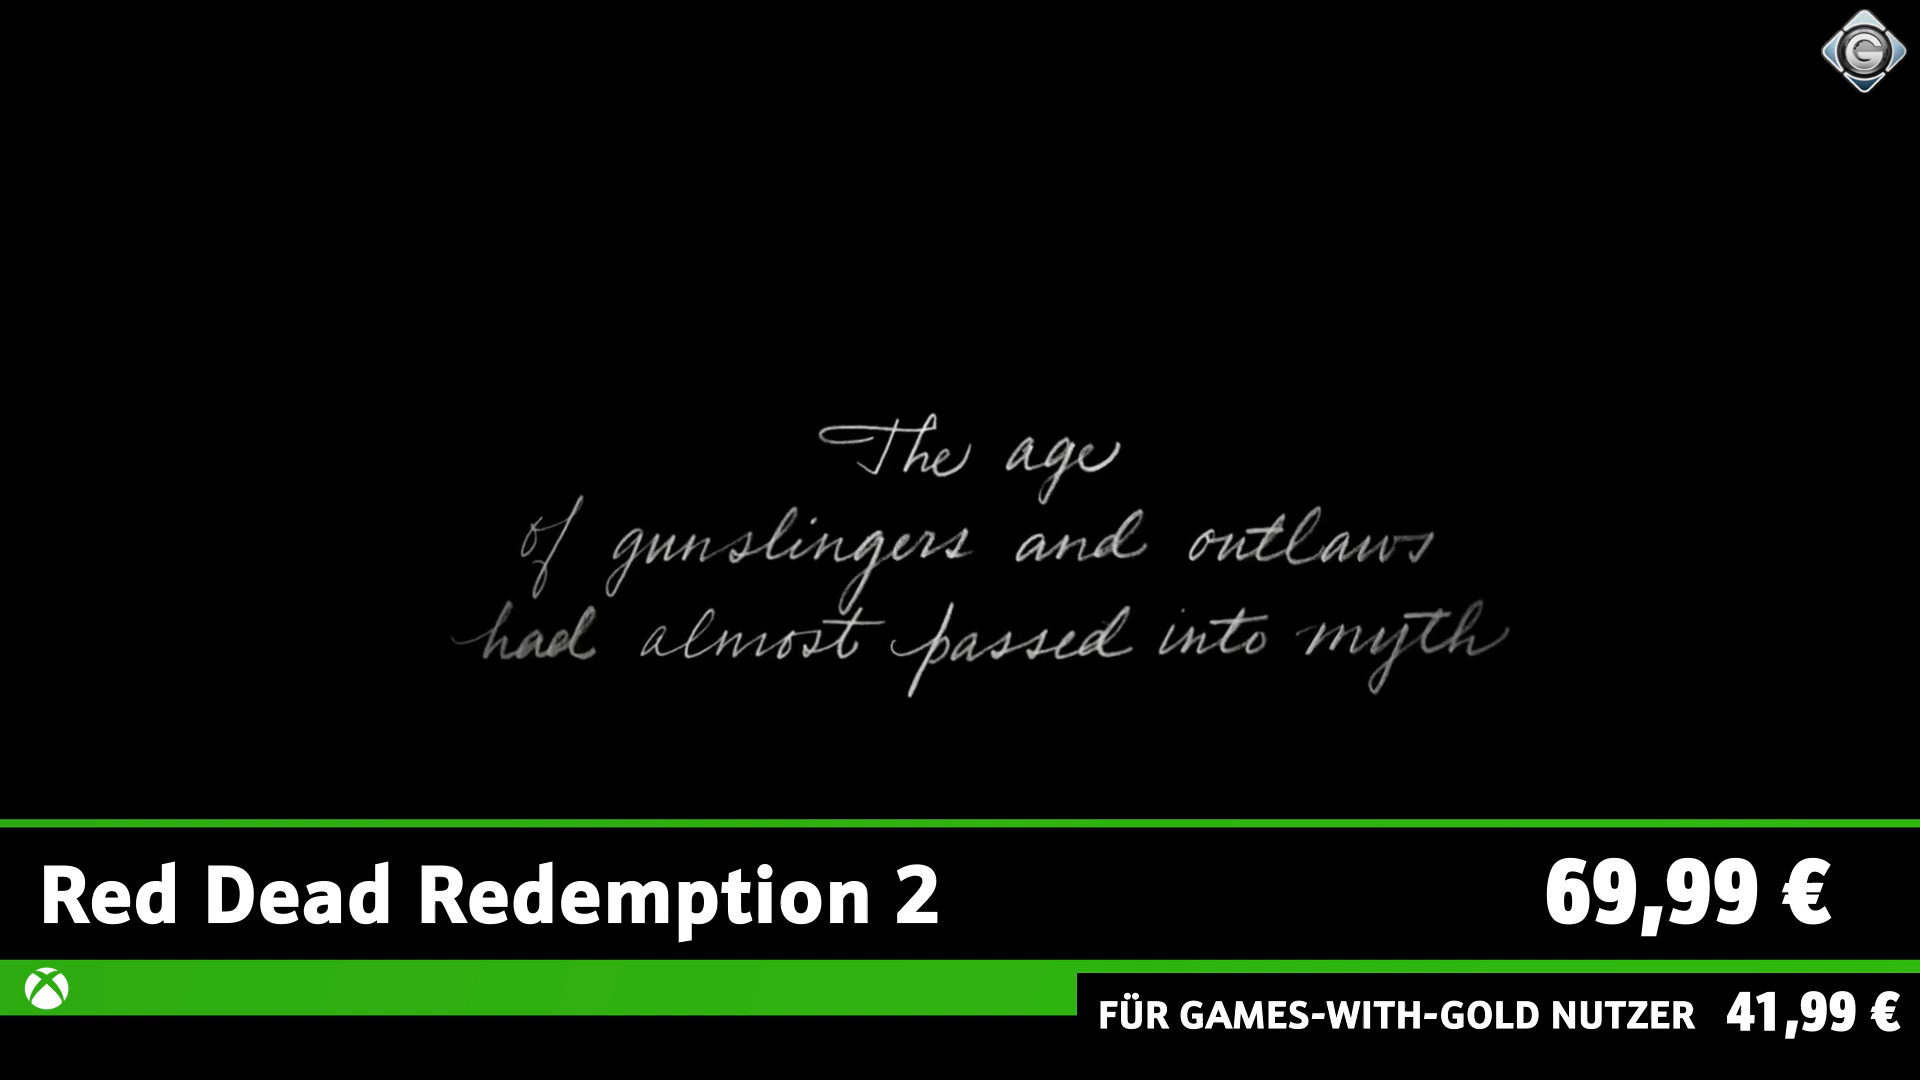 The age
of gunslingers and outlaws
had almost passed into myth
Red Dead Redemption 2
69,99 €
FÜR GAMES-WITH-GOLD NUTZER 41,99 €